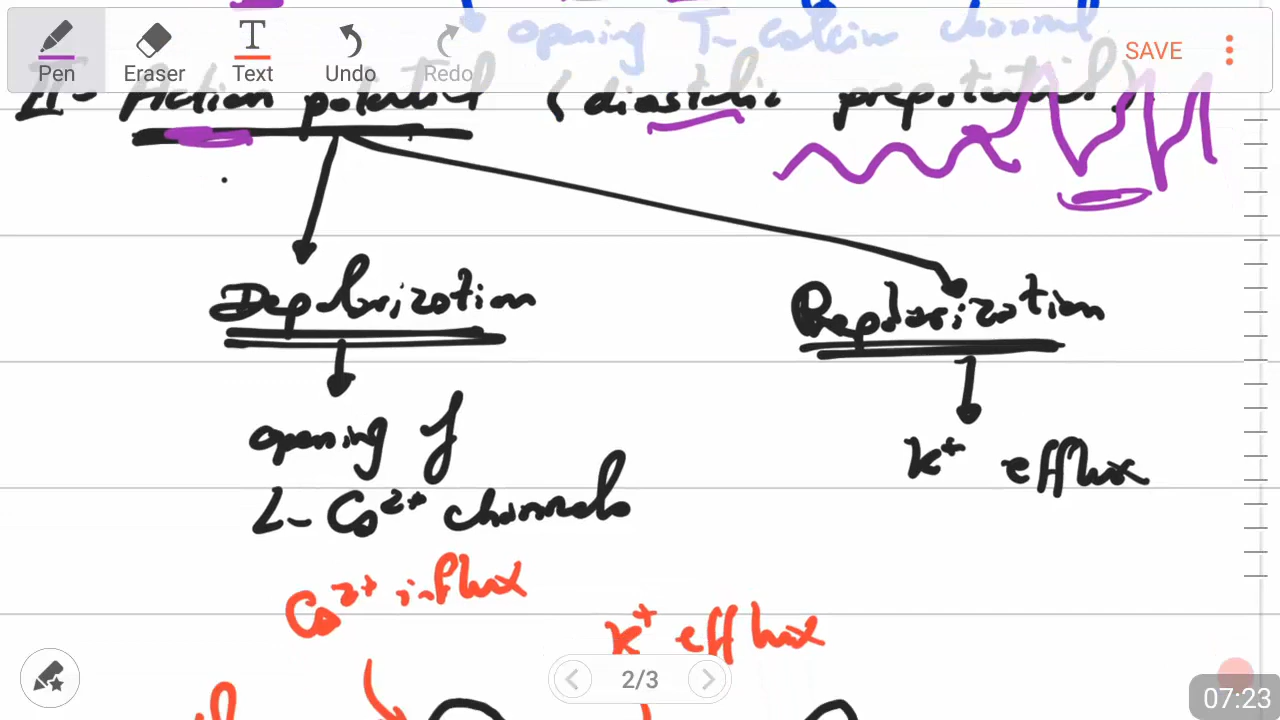 opening T- calcium channel
Pen Eraser Text Undo Redo SAVE
II- Action potential (diastolic prepotential)
Depolarization Repolarization
opening of K+ efflux
L- Ca2+ channels
Ca2+ influx
K+ efflux
2/3
07:23